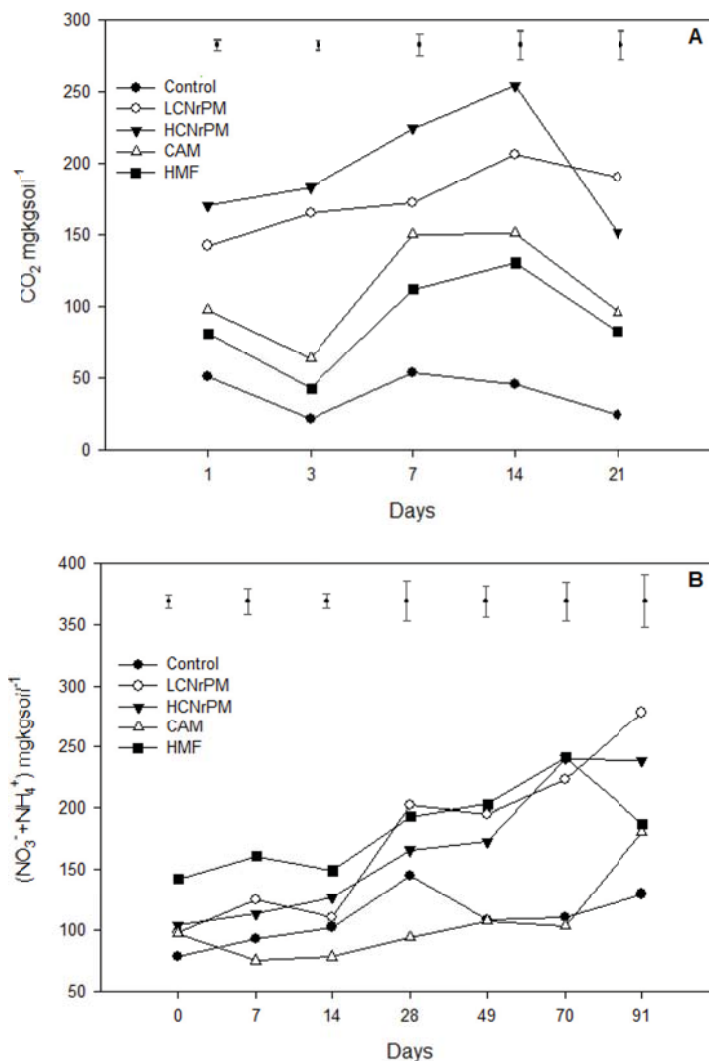 A
300
250
200
150
100
50
0
CO₂ mgkgsoil⁻¹
Control
LCNrPM
HCNrPM
CAM
HMF
1 3 7 14 21
Days
B
400
350
300
250
200
150
100
50
(NO₃⁻+NH₄⁺) mgkgsoil⁻¹
Control
LCNrPM
HCNrPM
CAM
HMF
0 7 14 28 49 70 91
Days